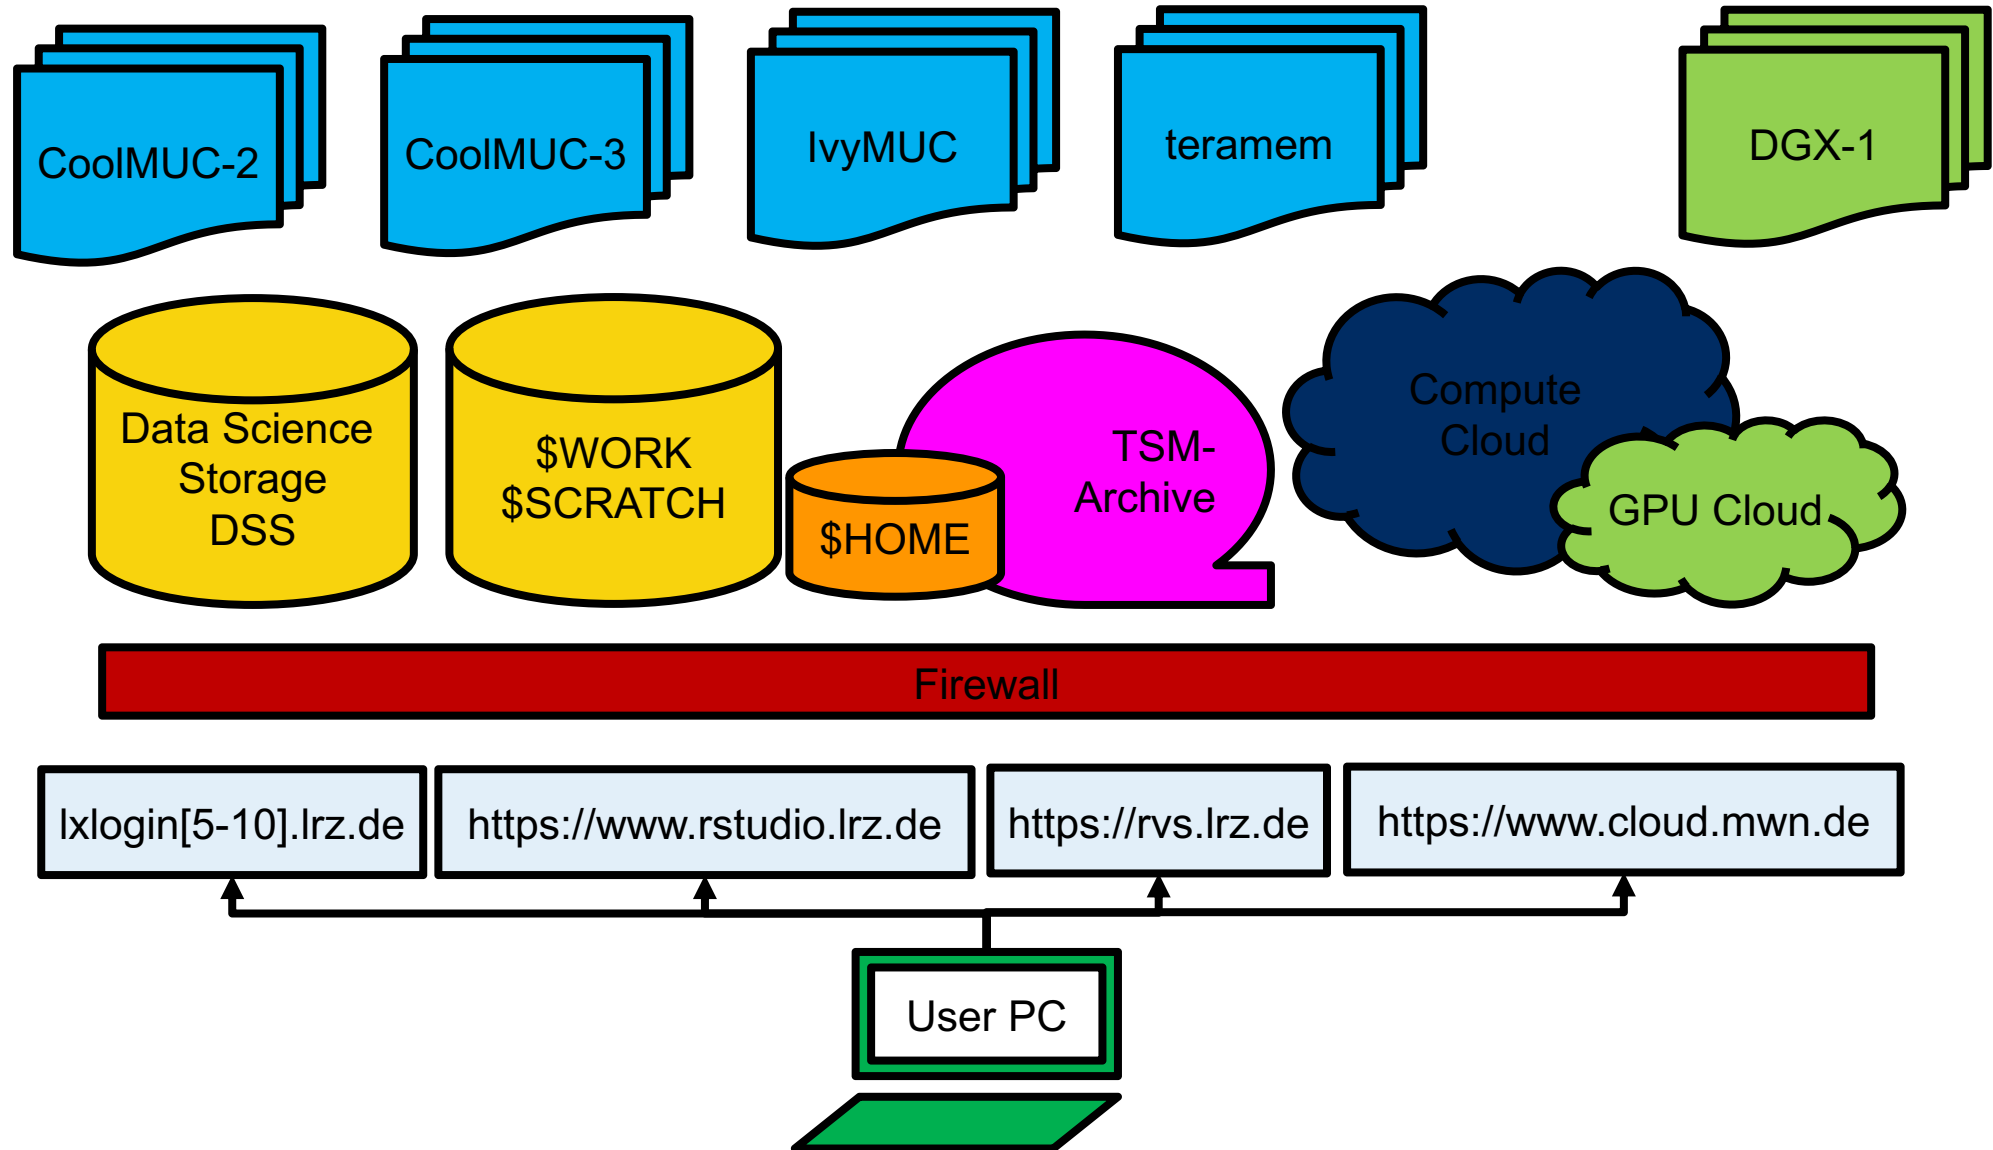 CoolMUC-2
CoolMUC-3
IvyMUC
teramem
DGX-1
Data Science
Storage
DSS
$WORK
$SCRATCH
$HOME
TSM-
Archive
Compute
Cloud
GPU Cloud
Firewall
lxlogin[5-10].lrz.de
https://www.rstudio.lrz.de
https://rvs.lrz.de
https://www.cloud.mwn.de
User PC